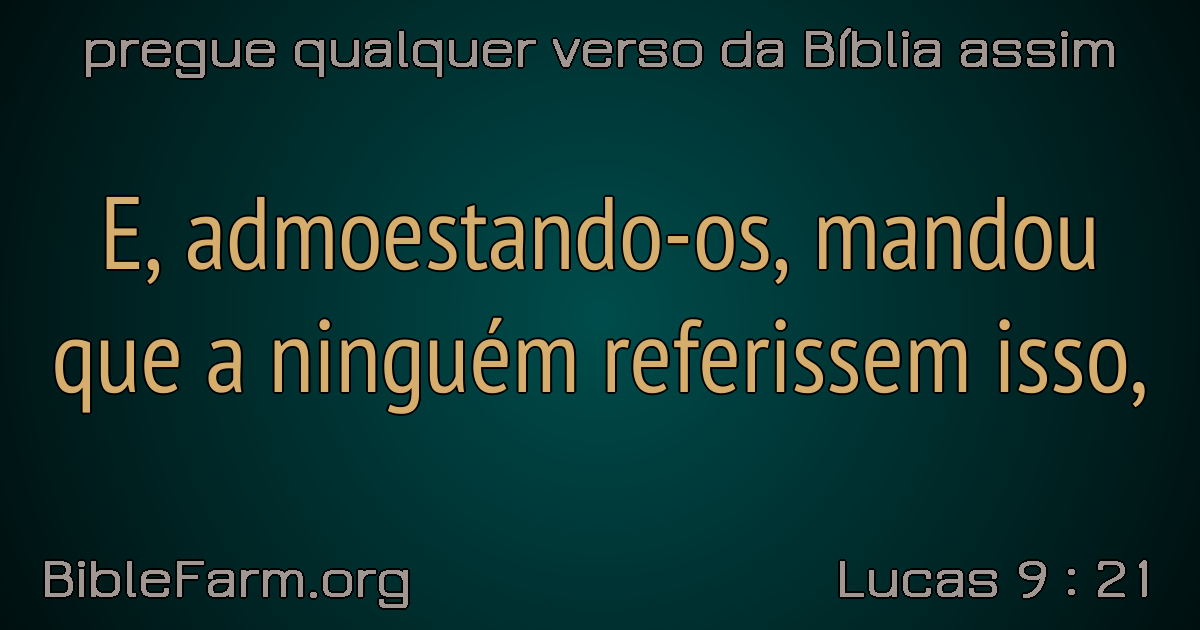 pregue qualquer verso da Bíblia assim
E, admoestando-os, mandou
que a ninguém referissem isso,
BibleFarm.org
Lucas 9 : 21